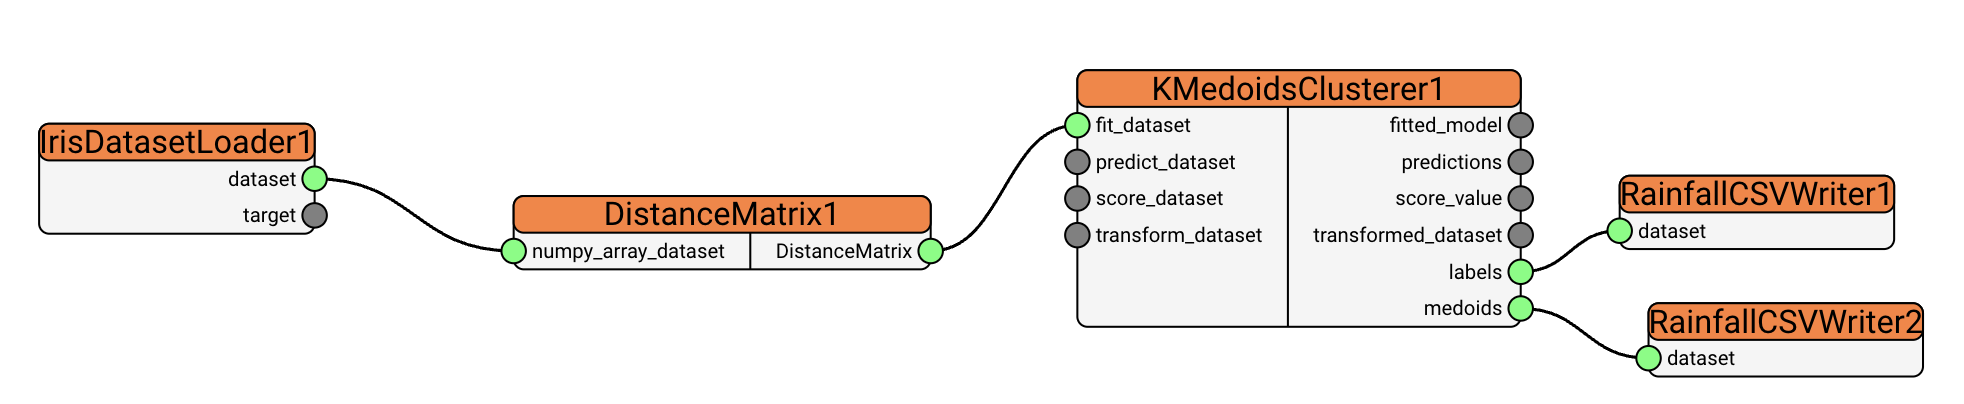 IrisDatasetLoader1
dataset
target
DistanceMatrix1
numpy_array_dataset
DistanceMatrix
KMedoidsClusterer1
fit_dataset
fitted_model
predict_dataset
predictions
score_dataset
score_value
transform_dataset
transformed_dataset
labels
medoids
RainfallCSVWriter1
dataset
RainfallCSVWriter2
dataset